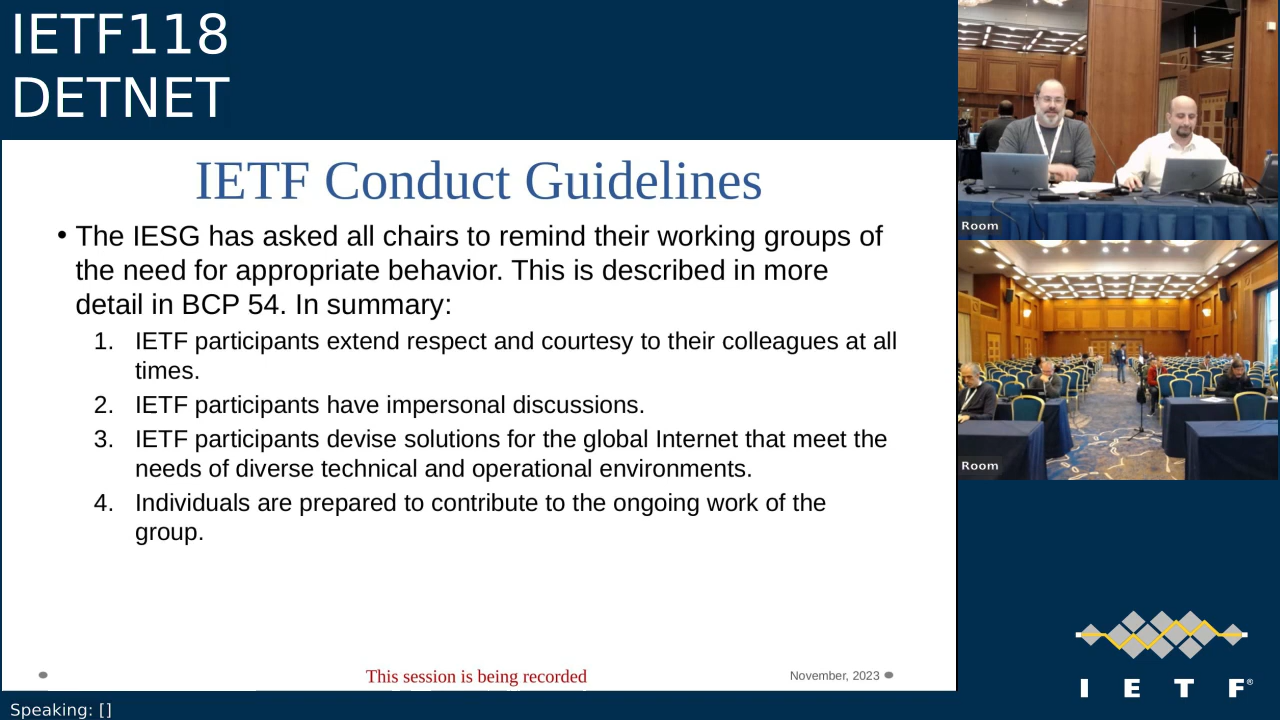 IETF118
DETNET
IETF Conduct Guidelines
• The IESG has asked all chairs to remind their working groups of
the need for appropriate behavior. This is described in more
detail in BCP 54. In summary:
1. IETF participants extend respect and courtesy to their colleagues at all
times.
2. IETF participants have impersonal discussions.
3. IETF participants devise solutions for the global Internet that meet the
needs of diverse technical and operational environments.
4. Individuals are prepared to contribute to the ongoing work of the
group.
This session is being recorded
November, 2023
Room
Room
I E T F®
Speaking: []